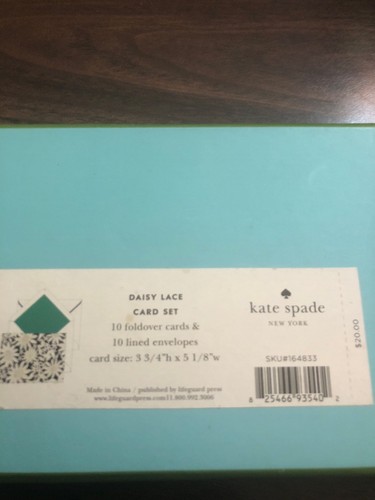 DAISY LACE
CARD SET
10 foldover cards &
10 lined envelopes
card size: 3 3/4"h x 5 1/8"w
Made in China / published by lifeguard press
www.lifeguardpress.com | 1.800.992.3006
kate spade
NEW YORK
SKU#164833
8 25466 93540 2
$20.00